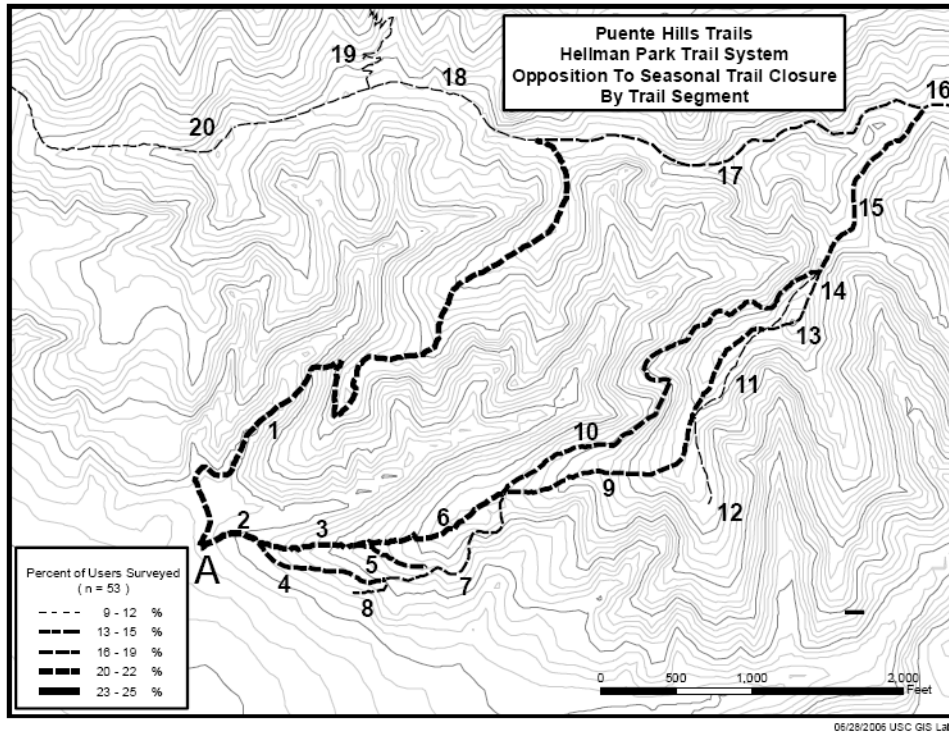 Puente Hills Trails
Hellman Park Trail System
Opposition To Seasonal Trail Closure
By Trail Segment
19
18
16
20
17
15
14
13
11
1
10
9
12
2
3
6
A
5
4
7
8
Percent of Users Surveyed
( n = 53 )
9 - 12 %
13 - 15 %
16 - 19 %
20 - 22 %
23 - 25 %
0 500 1,000 2,000
Feet
06/28/2006 USC GIS La